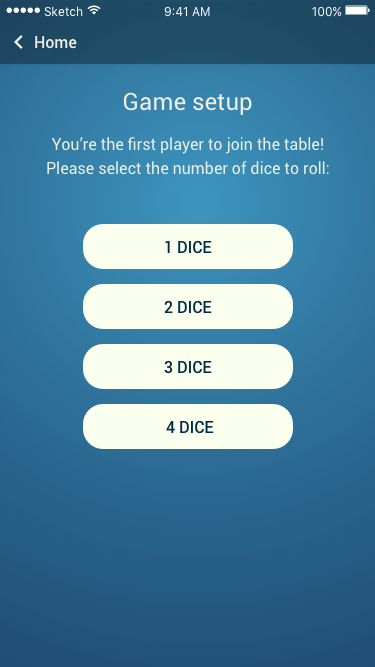 Sketch 9:41 AM 100%
Home
Game setup
You’re the first player to join the table!
Please select the number of dice to roll:
1 DICE
2 DICE
3 DICE
4 DICE